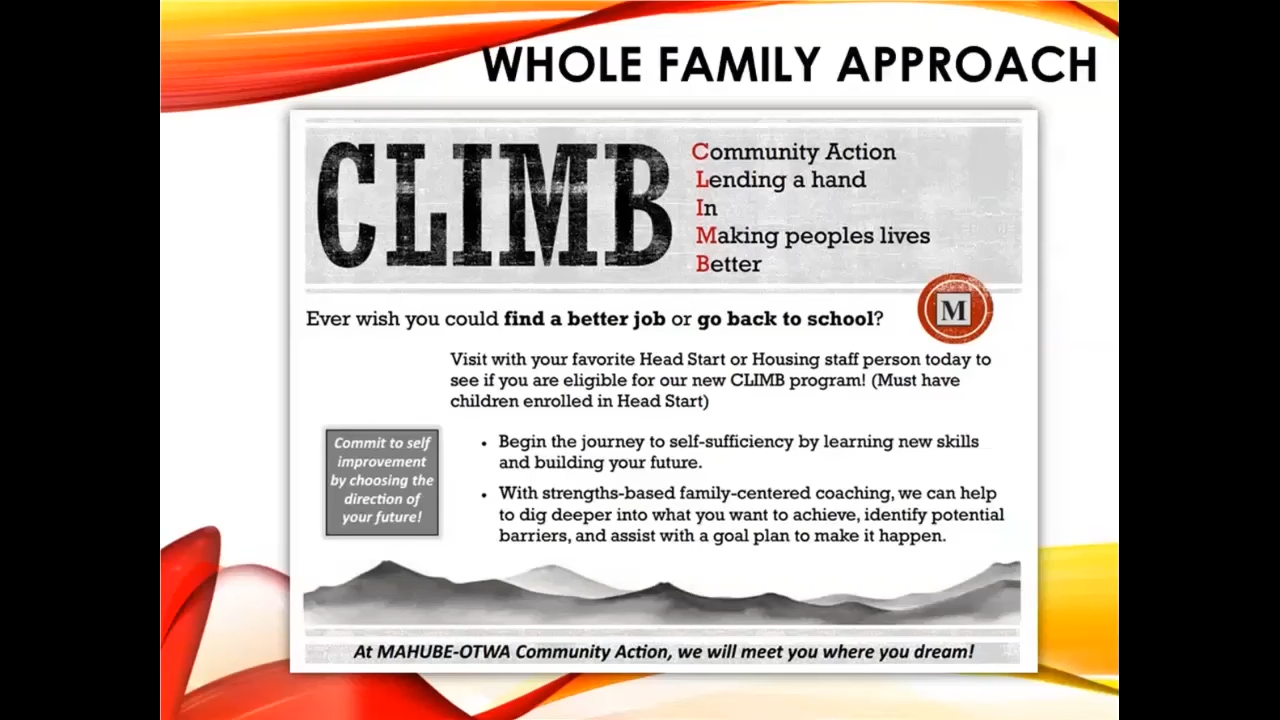 WHOLE FAMILY APPROACH
CLIMB
Community Action
Lending a hand
In
Making peoples lives
Better
M
Ever wish you could find a better job or go back to school?
Visit with your favorite Head Start or Housing staff person today to
see if you are eligible for our new CLIMB program! (Must have
children enrolled in Head Start)
Commit to self
improvement
by choosing the
direction of
your future!
• Begin the journey to self-sufficiency by learning new skills
and building your future.
• With strengths-based family-centered coaching, we can help
to dig deeper into what you want to achieve, identify potential
barriers, and assist with a goal plan to make it happen.
At MAHUBE-OTWA Community Action, we will meet you where you dream!